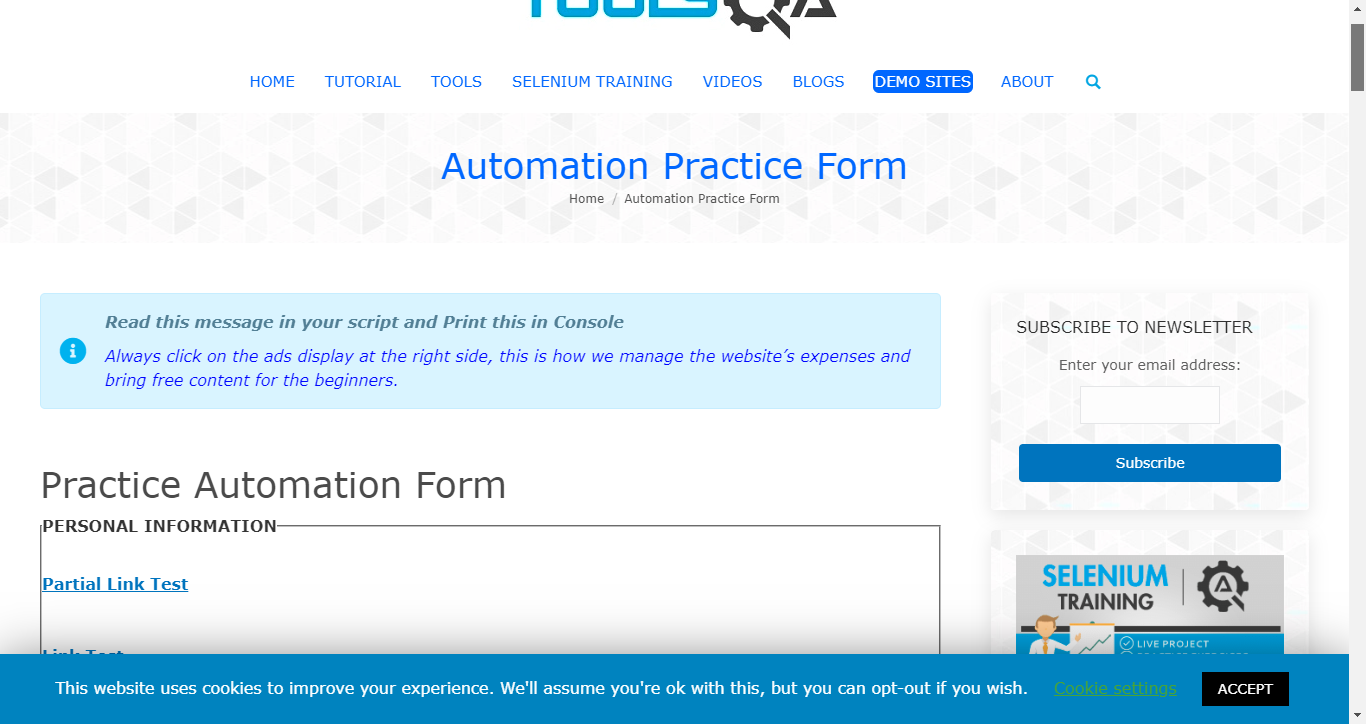 TOOLSQA
HOME TUTORIAL TOOLS SELENIUM TRAINING VIDEOS BLOGS DEMO SITES ABOUT
Automation Practice Form
Home / Automation Practice Form
Read this message in your script and Print this in Console
Always click on the ads display at the right side, this is how we manage the website’s expenses and
bring free content for the beginners.
Practice Automation Form
PERSONAL INFORMATION
Partial Link Test
Link Test
SUBSCRIBE TO NEWSLETTER
Enter your email address:
Subscribe
SELENIUM
TRAINING
LIVE PROJECT
This website uses cookies to improve your experience. We'll assume you're ok with this, but you can opt-out if you wish. Cookie settings ACCEPT